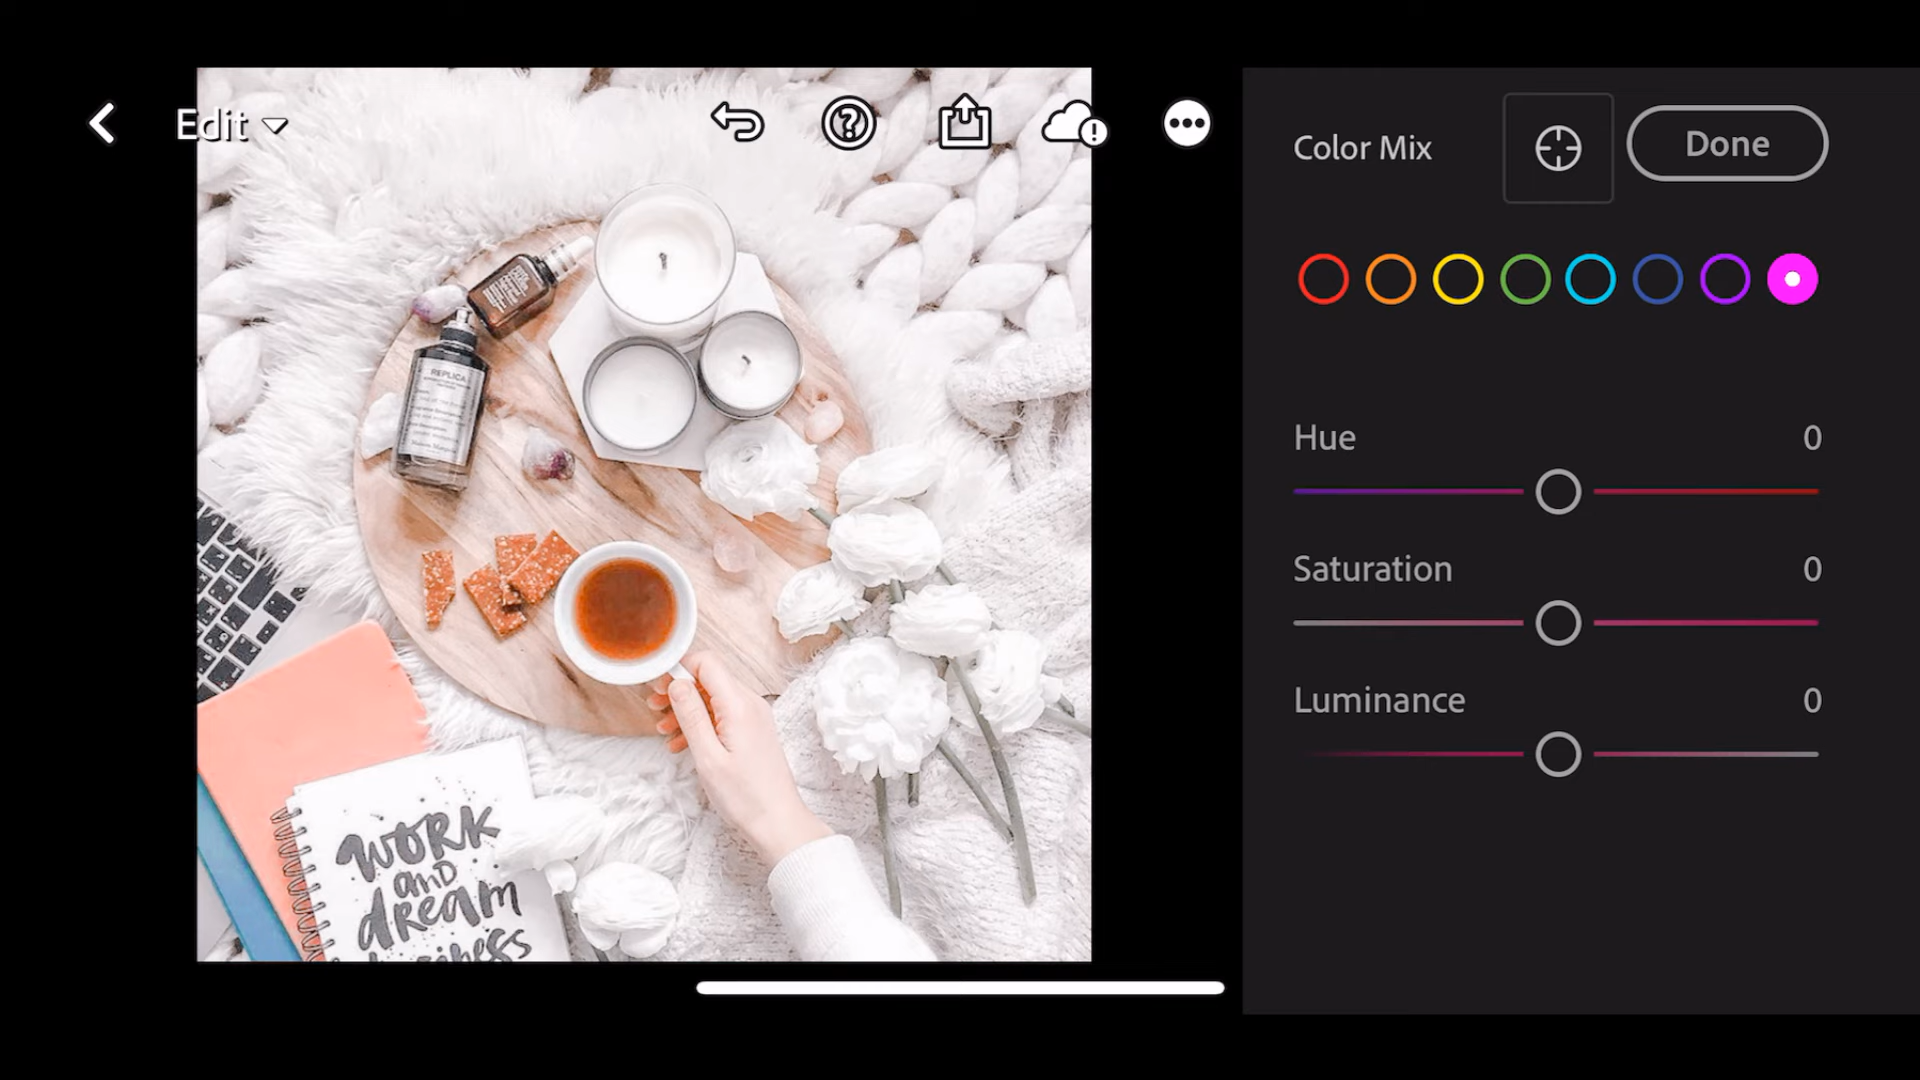 Edit
Color Mix
Done
Hue 0
Saturation 0
Luminance 0
REPLICA
WORK
AND
dREAM